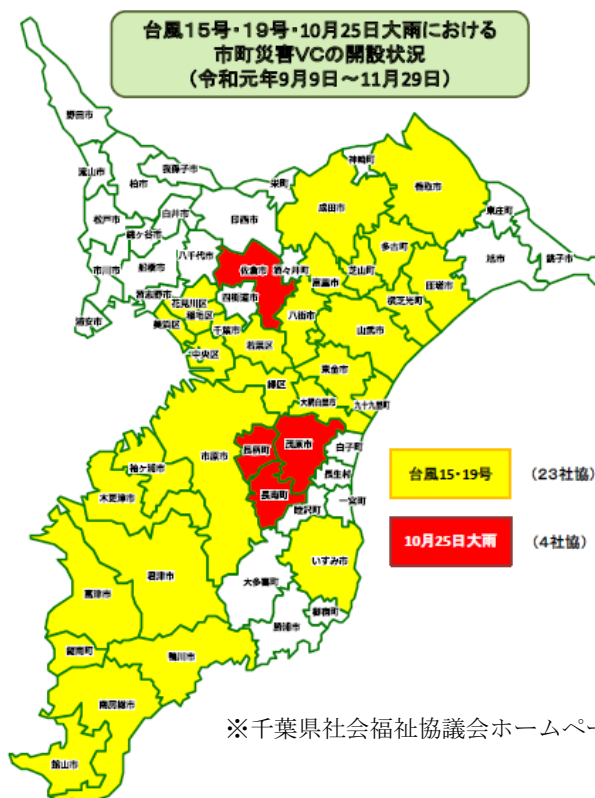 台風15号・19号・10月25日大雨における
市町災害VCの開設状況
（令和元年9月9日～11月29日）
野田市
流山市
柏市
我孫子市
松戸市
鎌ケ谷市
白井市
印西市
栄町
神崎町
成田市
香取市
東庄町
銚子市
旭市
匝瑳市
多古町
芝山町
横芝光町
富里市
酒々井町
佐倉市
八千代市
船橋市
市川市
浦安市
習志野市
四街道市
花見川区
稲毛区
美浜区
千葉市
若葉区
中央区
緑区
八街市
山武市
東金市
大網白里市
九十九里町
市原市
茂原市
長柄町
長南町
白子町
長生村
一宮町
睦沢町
袖ケ浦市
木更津市
君津市
富津市
いすみ市
大多喜町
御宿町
勝浦市
鋸南町
鴨川市
南房総市
館山市
台風15・19号
（23社協）
10月25日大雨
（4社協）
※千葉県社会福祉協議会ホームペー